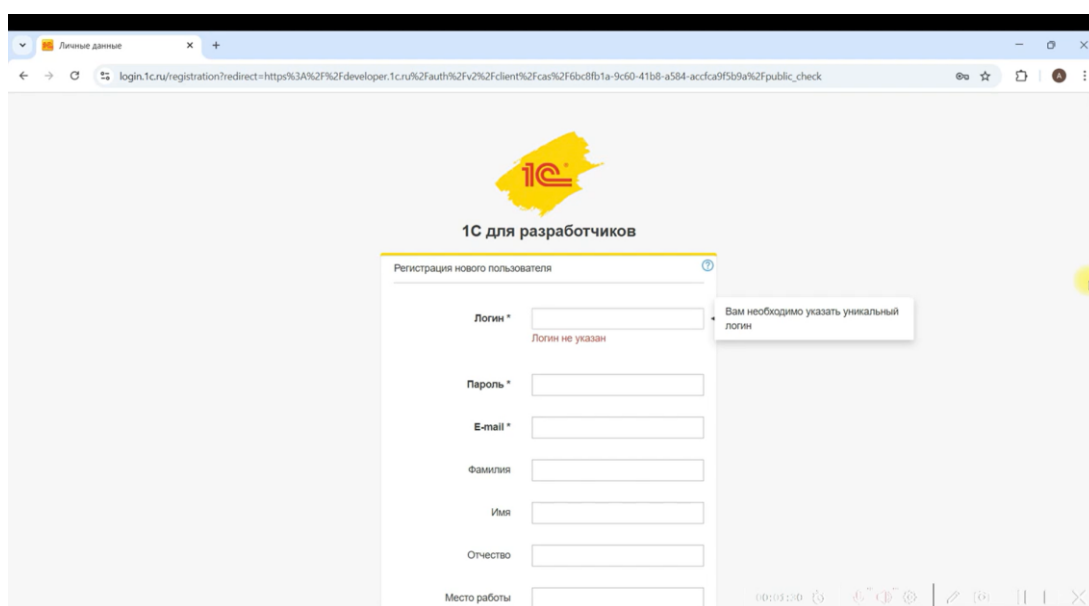 Личные данные
login.1c.ru/registration?redirect=https%3A%2F%2Fdeveloper.1c.ru%2Fauth%2Fv2%2Fclient%2Fcas%2F6bc8fb1a-9c60-41b8-a584-accfca9f5b9a%2Fpublic_check
A
1С
1С для разработчиков
Регистрация нового пользователя
?
Логин *
Вам необходимо указать уникальный
логин
Логин не указан
Пароль *
E-mail *
Фамилия
Имя
Отчество
Место работы